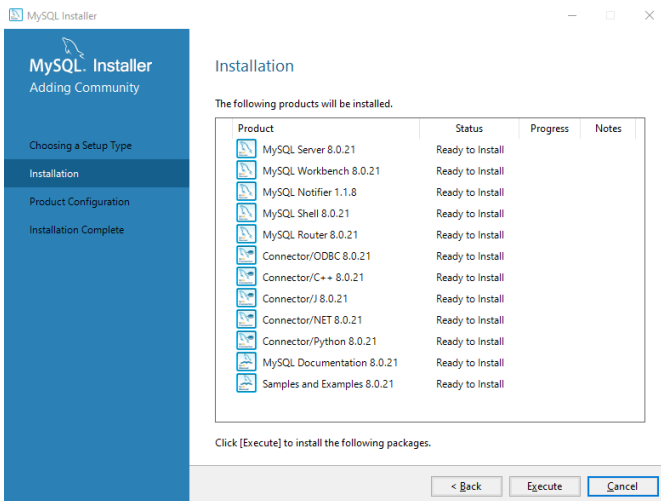 MySQL Installer
MySQL. Installer
Adding Community
Choosing a Setup Type
Installation
Product Configuration
Installation Complete
Installation
The following products will be installed.
Product Status Progress Notes
MySQL Server 8.0.21 Ready to Install
MySQL Workbench 8.0.21 Ready to Install
MySQL Notifier 1.1.8 Ready to Install
MySQL Shell 8.0.21 Ready to Install
MySQL Router 8.0.21 Ready to Install
Connector/ODBC 8.0.21 Ready to Install
Connector/C++ 8.0.21 Ready to Install
Connector/J 8.0.21 Ready to Install
Connector/NET 8.0.21 Ready to Install
Connector/Python 8.0.21 Ready to Install
MySQL Documentation 8.0.21 Ready to Install
Samples and Examples 8.0.21 Ready to Install
Click [Execute] to install the following packages.
< Back Execute Cancel